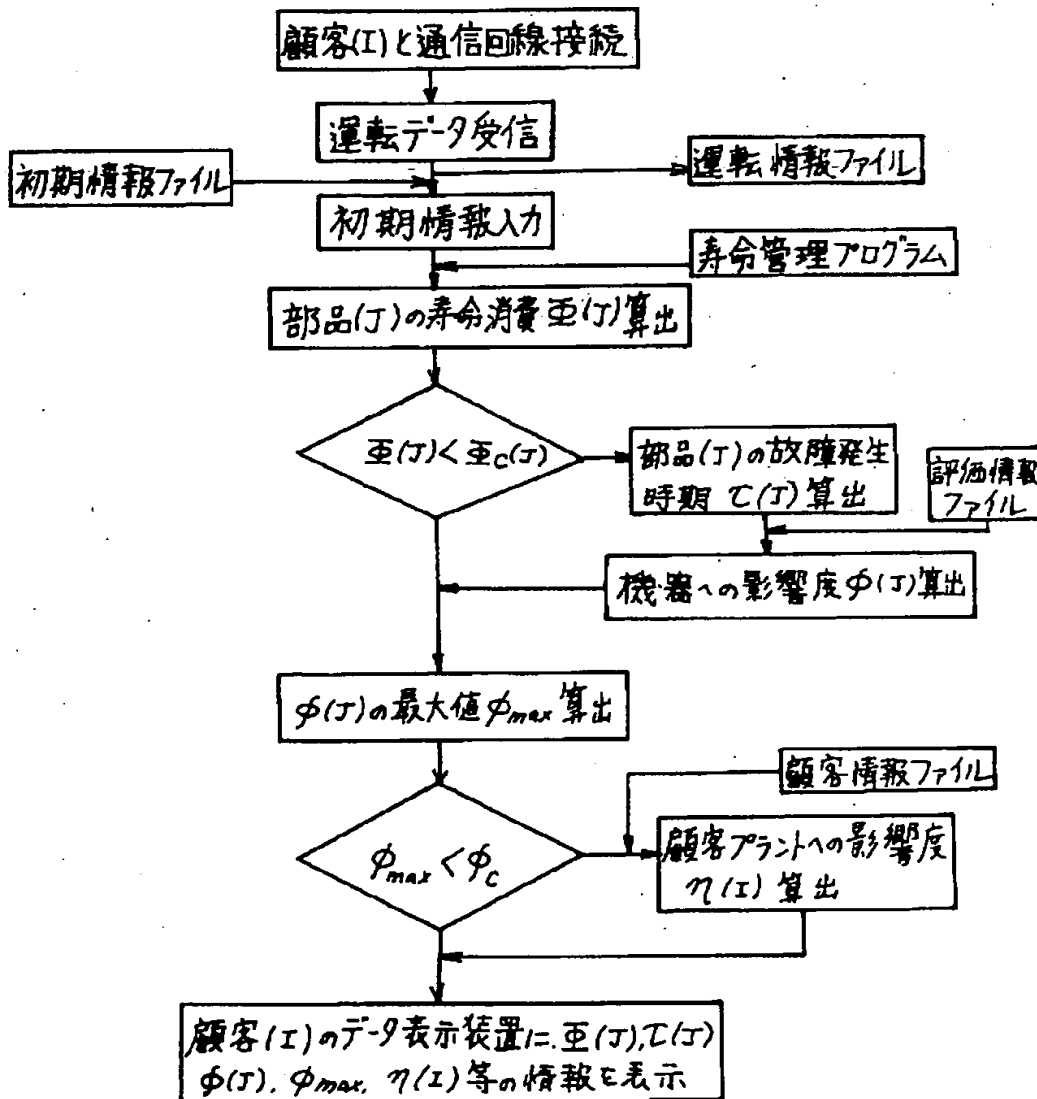 顧客(I)と通信回線接続
運転データ受信
初期情報ファイル
運転情報ファイル
初期情報入力
寿命管理プログラム
部品(J)の寿命消費Φ(J)算出
Φ(J)<Φc(J)
部品(J)の故障発生
時期 τ(J)算出
評価情報
ファイル
機器への影響度φ(J)算出
φ(J)の最大値φmax算出
顧客情報ファイル
φmax<φc
顧客プラントへの影響度
η(I)算出
顧客(I)のデータ表示装置に、Φ(J),τ(J)
φ(J), φmax, η(I)等の情報を表示